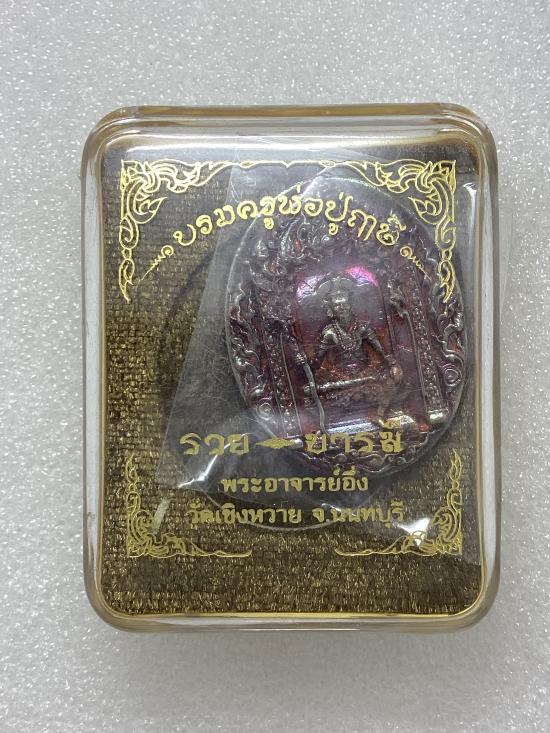 บรมครูพ่อปู่ฤาษี
รวย บารมี
พระอาจารย์อึ่ง
วัดเชิงหวาย จ.นนทบุรี